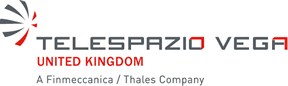 TELESPAZIO VEGA
UNITED KINGDOM
A Finmeccanica / Thales Company